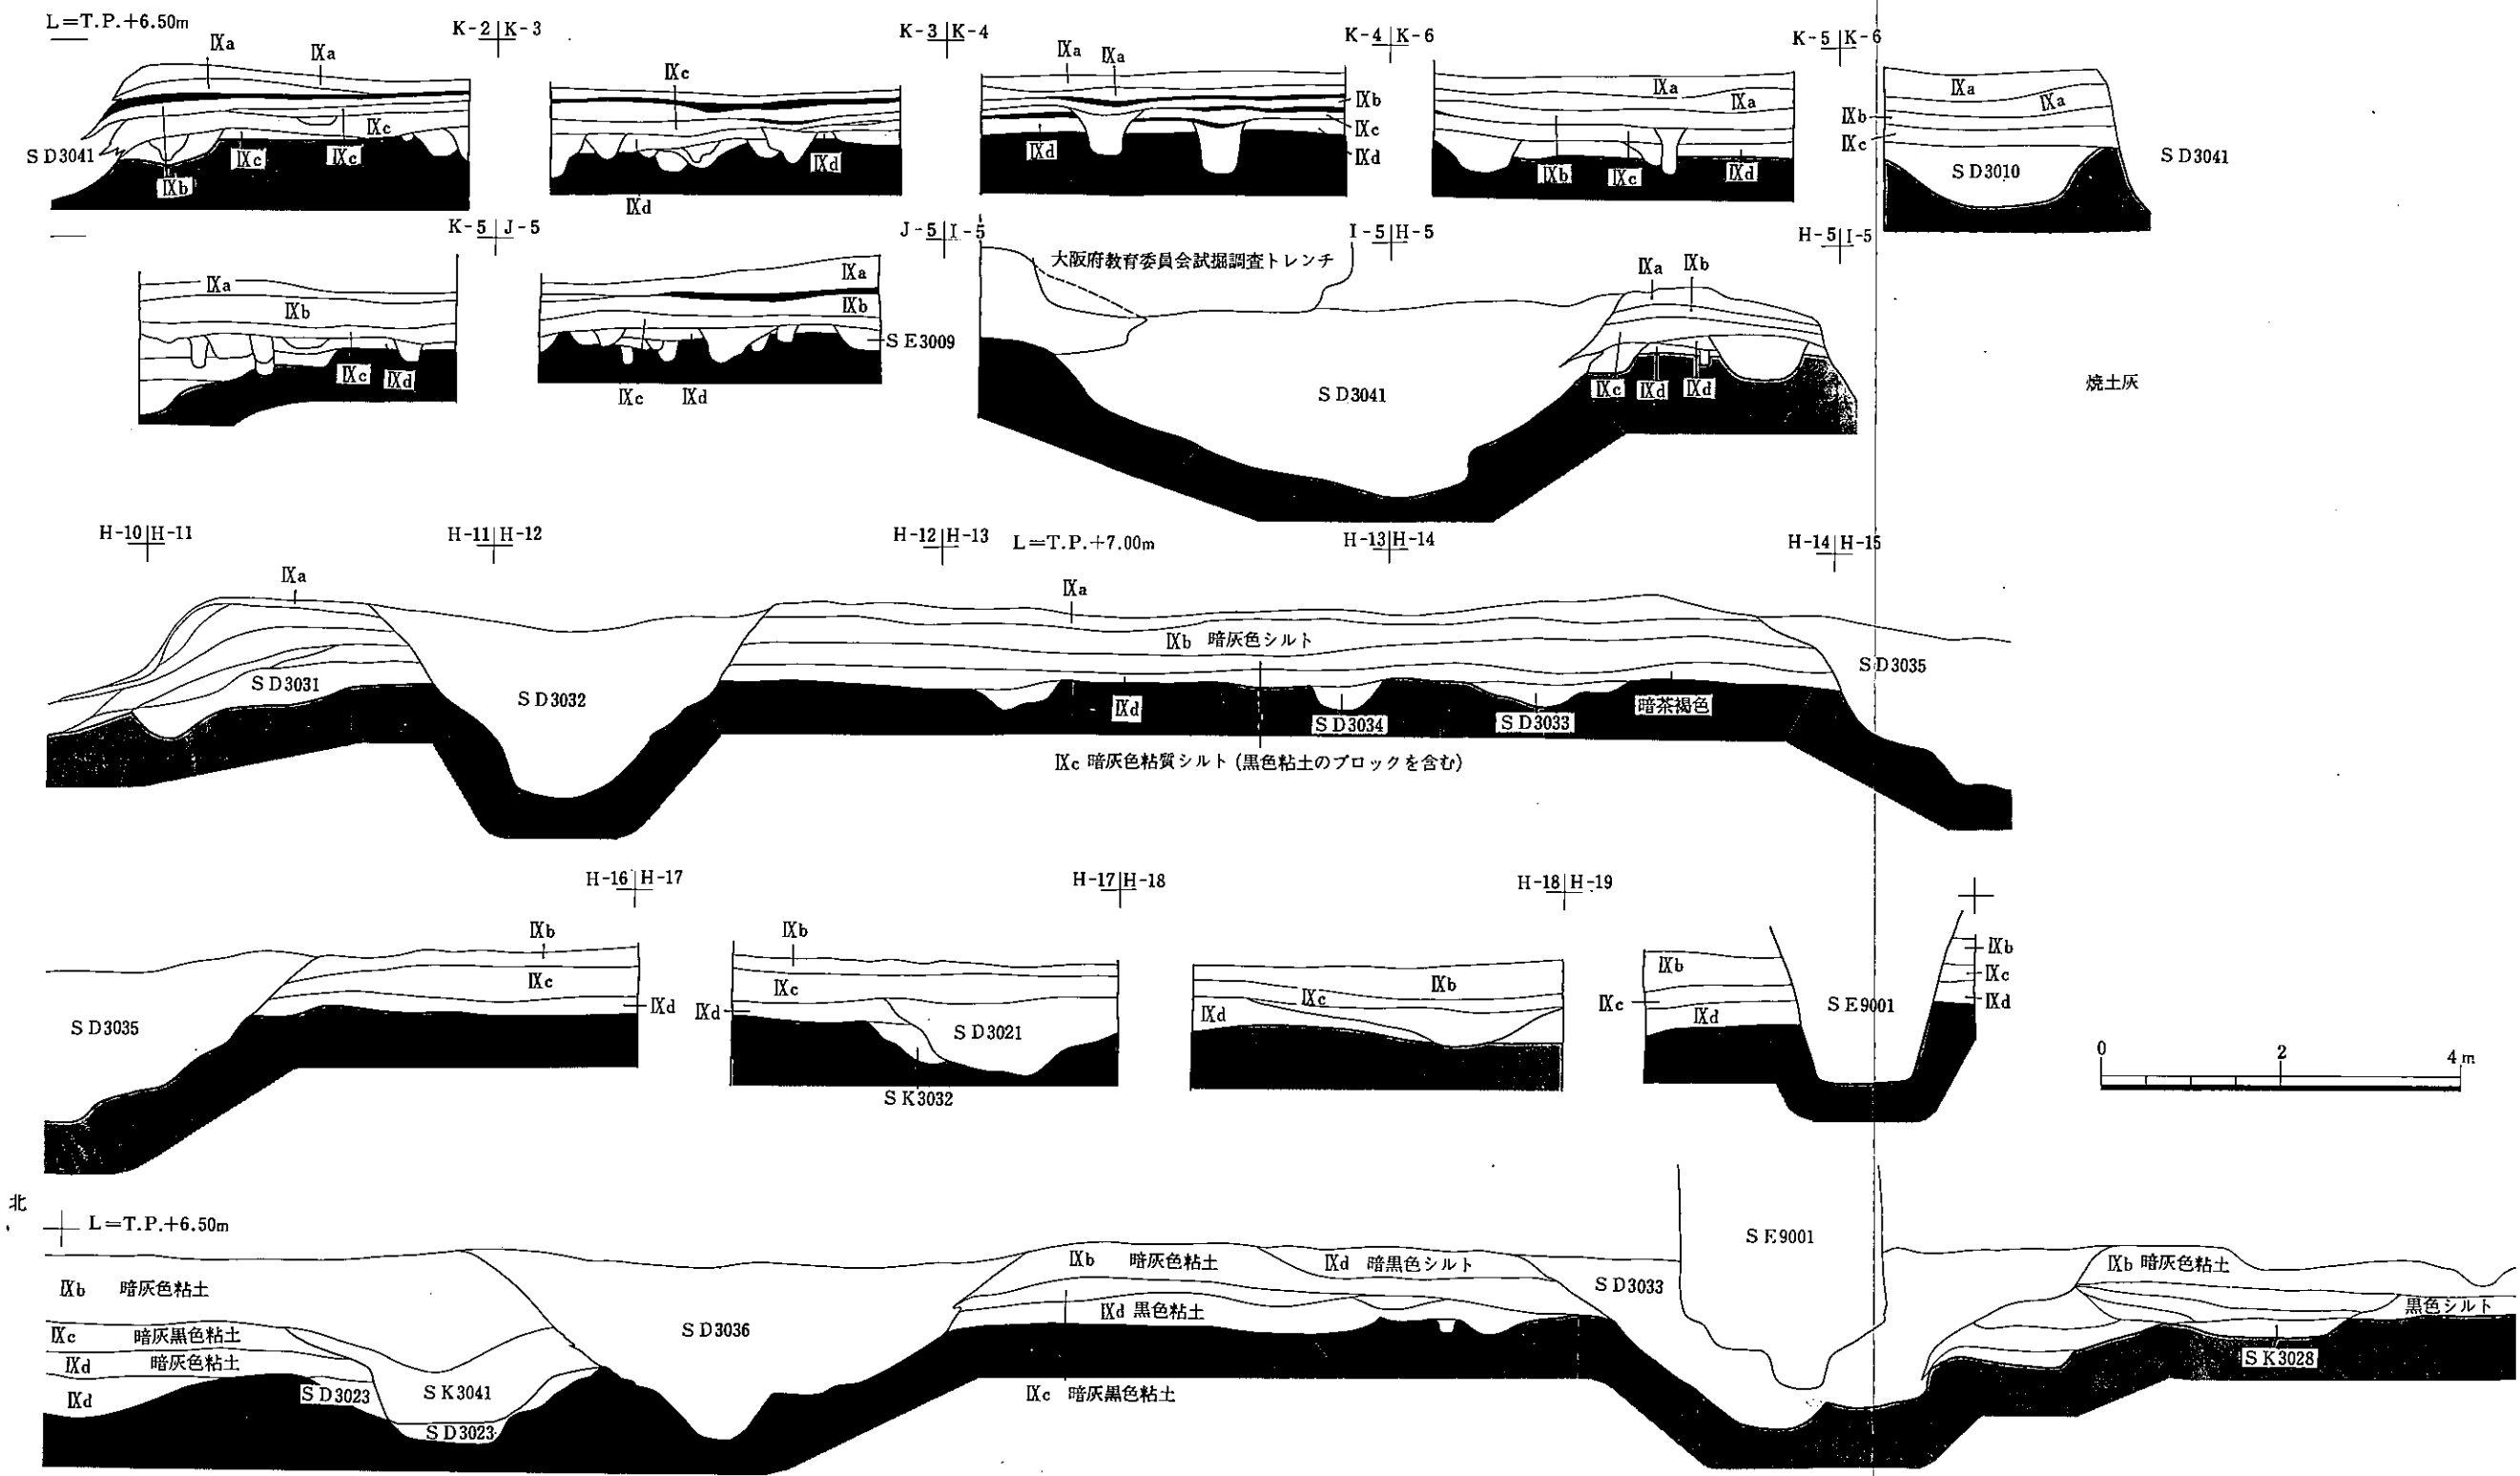 L=T.P.+6.50m
K-2 K-3
K-3 K-4
K-4 K-6
K-5 K-6
Ⅸa
Ⅸa
Ⅸc
Ⅸa
Ⅸa
Ⅸa
Ⅸa
Ⅸa
Ⅸa
Ⅸb
Ⅸb
Ⅸc
Ⅸc
Ⅸc
SD3041
Ⅸc
Ⅸc
Ⅸb
Ⅸd
Ⅸd
Ⅸd
Ⅸd
Ⅸb
Ⅸc
Ⅸd
SD3010
SD3041
K-5 J-5
J-5 I-5
I-5 H-5
H-5 I-5
大阪府教育委員会試掘調査トレンチ
Ⅸa
Ⅸb
Ⅸa
Ⅸb
Ⅸa
Ⅸb
SE3009
Ⅸc
Ⅸd
Ⅸc
Ⅸd
SD3041
Ⅸc
Ⅸd
Ⅸd
焼土灰
H-10 H-11
H-11 H-12
H-12 H-13
L=T.P.+7.00m
H-13 H-14
H-14 H-15
Ⅸa
Ⅸa
Ⅸb 暗灰色シルト
SD3031
SD3032
SD3035
Ⅸd
SD3034
SD3033
暗茶褐色
Ⅸc 暗灰色粘質シルト(黒色粘土のブロックを含む)
H-16 H-17
H-17 H-18
H-18 H-19
Ⅸb
Ⅸc
Ⅸd
SD3035
Ⅸb
Ⅸc
Ⅸd
SD3021
SK3032
Ⅸb
Ⅸc
Ⅸd
Ⅸb
Ⅸc
Ⅸd
SE9001
Ⅸb
Ⅸc
Ⅸd
0 2 4m
北
L=T.P.+6.50m
SE9001
Ⅸb 暗灰色粘土
Ⅸc 暗灰黒色粘土
Ⅸd 暗灰色粘土
Ⅸd
SD3023
SK3041
SD3023
SD3036
Ⅸb 暗灰色粘土
Ⅸd 暗黒色シルト
Ⅸd 黒色粘土
Ⅸc 暗灰黒色粘土
SD3033
Ⅸb 暗灰色粘土
黒色シルト
SK3028